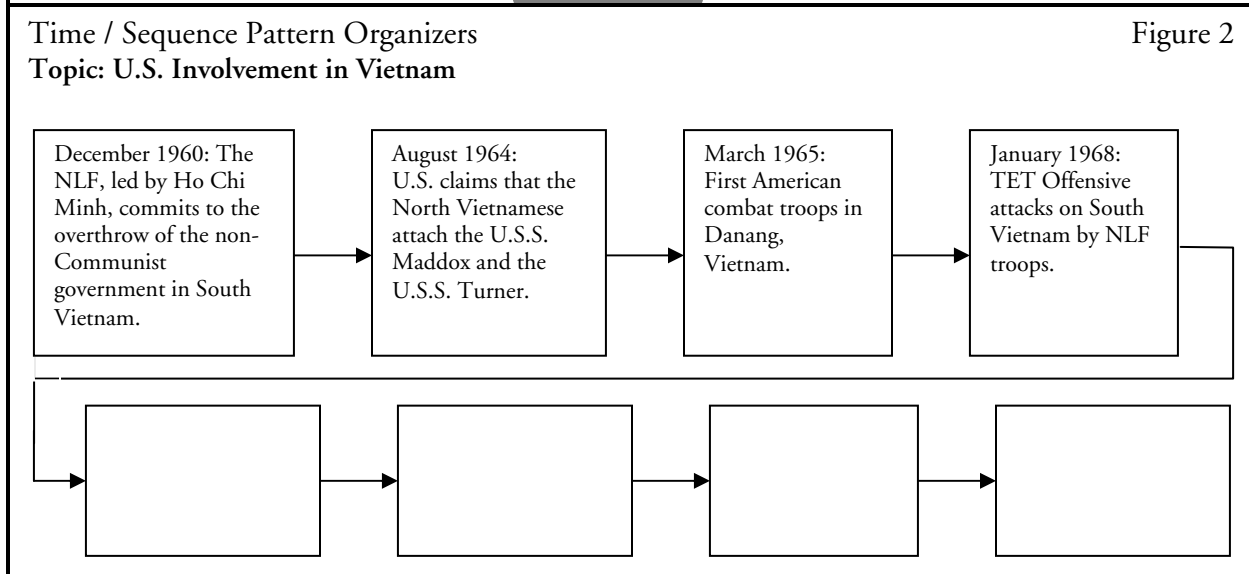 Time / Sequence Pattern Organizers
Figure 2
Topic: U.S. Involvement in Vietnam
December 1960: The
NLF, led by Ho Chi
Minh, commits to the
overthrow of the non-
Communist
government in South
Vietnam.
August 1964:
U.S. claims that the
North Vietnamese
attach the U.S.S.
Maddox and the
U.S.S. Turner.
March 1965:
First American
combat troops in
Danang,
Vietnam.
January 1968:
TET Offensive
attacks on South
Vietnam by NLF
troops.